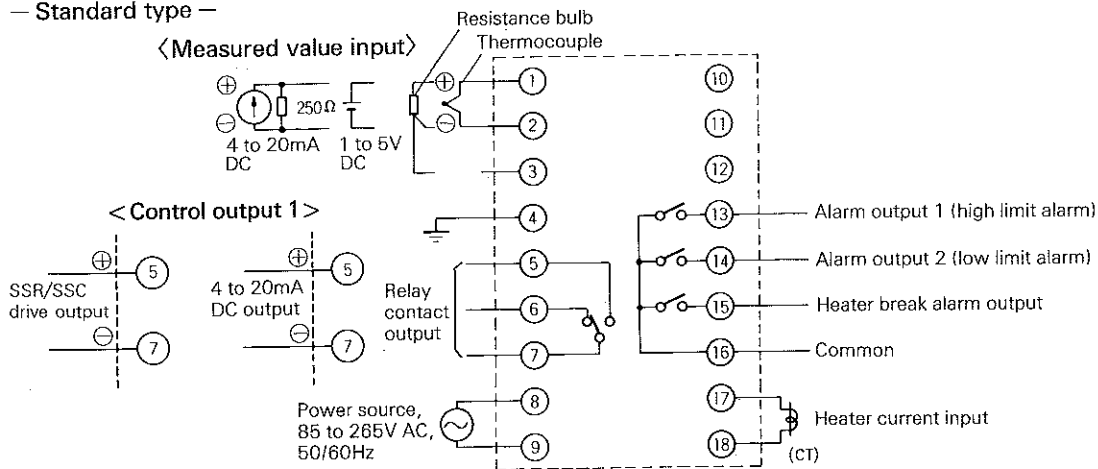 — Standard type —
Resistance bulb
Thermocouple
〈Measured value input〉
⊕
⊖
250Ω
4 to 20mA
DC
1 to 5V
DC
⊕
⊖
1
2
3
4
5
6
7
8
9
10
11
12
13
14
15
16
17
18
<Control output 1>
SSR/SSC
drive output
⊕
⊖
5
7
4 to 20mA
DC output
⊕
⊖
5
7
Relay
contact
output
Power source,
85 to 265V AC,
50/60Hz
Alarm output 1 (high limit alarm)
Alarm output 2 (low limit alarm)
Heater break alarm output
Common
Heater current input
(CT)